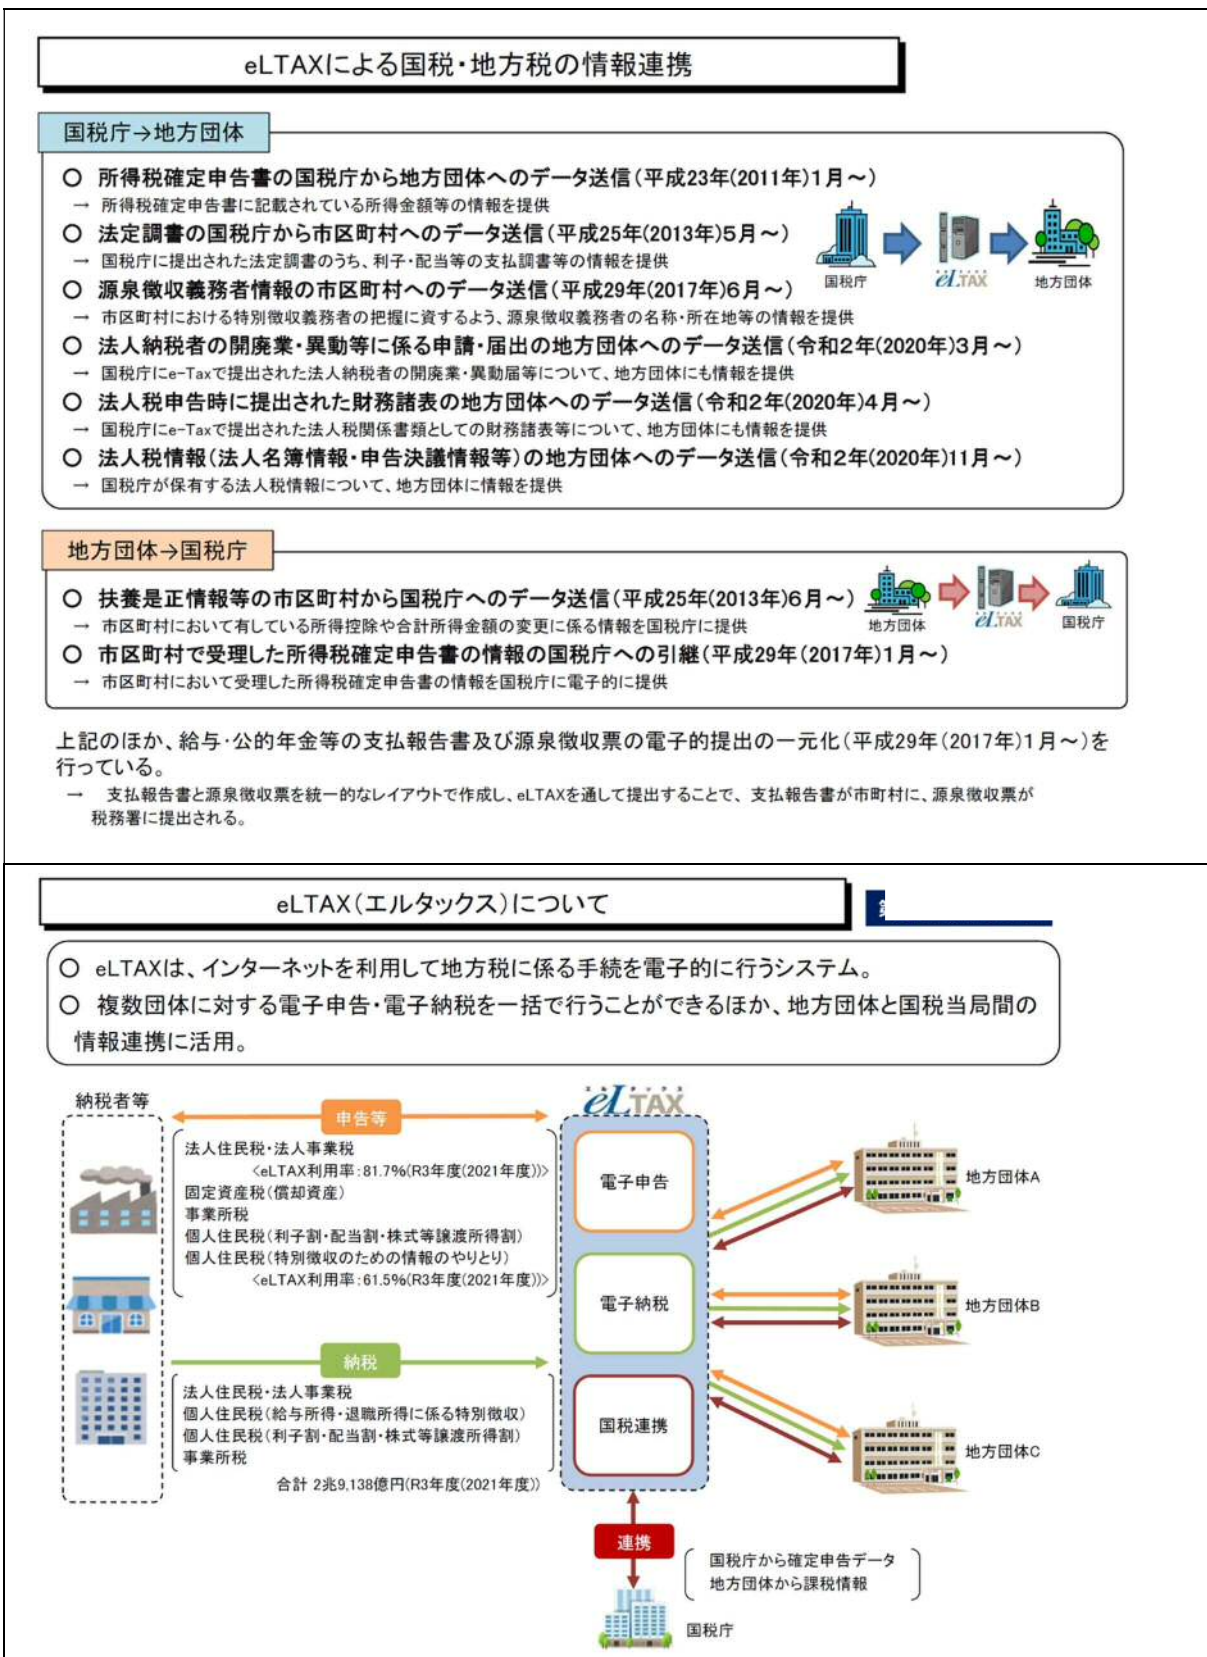 eLTAXによる国税・地方税の情報連携
国税庁→地方団体
○ 所得税確定申告書の国税庁から地方団体へのデータ送信（平成23年(2011年)1月～）
→ 所得税確定申告書に記載されている所得金額等の情報を提供
○ 法定調書の国税庁から市区町村へのデータ送信（平成25年(2013年)5月～）
→ 国税庁に提出された法定調書のうち、利子・配当等の支払調書等の情報を提供
○ 源泉徴収義務者情報の市区町村へのデータ送信（平成29年(2017年)6月～）
→ 市区町村における特別徴収義務者の把握に資するよう、源泉徴収義務者の名称・所在地等の情報を提供
○ 法人納税者の開廃業・異動等に係る申請・届出の地方団体へのデータ送信（令和2年(2020年)3月～）
→ 国税庁にe-Taxで提出された法人納税者の開廃業・異動届等について、地方団体にも情報を提供
○ 法人税申告時に提出された財務諸表の地方団体へのデータ送信（令和2年(2020年)4月～）
→ 国税庁にe-Taxで提出された法人税関係書類としての財務諸表等について、地方団体にも情報を提供
○ 法人税情報（法人名簿情報・申告決議情報等）の地方団体へのデータ送信（令和2年(2020年)11月～）
→ 国税庁が保有する法人税情報について、地方団体に情報を提供
国税庁
エルタックス
eLTAX
地方団体
地方団体→国税庁
○ 扶養是正情報等の市区町村から国税庁へのデータ送信（平成25年(2013年)6月～）
→ 市区町村において有している所得控除や合計所得金額の変更に係る情報を国税庁に提供
○ 市区町村で受理した所得税確定申告書の情報の国税庁への引継（平成29年(2017年)1月～）
→ 市区町村において受理した所得税確定申告書の情報を国税庁に電子的に提供
地方団体
エルタックス
eLTAX
国税庁
上記のほか、給与・公的年金等の支払報告書及び源泉徴収票の電子的提出の一元化（平成29年(2017年)1月～）を
行っている。
→ 支払報告書と源泉徴収票を統一的なレイアウトで作成し、eLTAXを通して提出することで、支払報告書が市町村に、源泉徴収票が
税務署に提出される。
eLTAX（エルタックス）について
○ eLTAXは、インターネットを利用して地方税に係る手続を電子的に行うシステム。
○ 複数団体に対する電子申告・電子納税を一括で行うことができるほか、地方団体と国税当局間の
情報連携に活用。
納税者等
申告等
法人住民税・法人事業税
<eLTAX利用率：81.7%(R3年度(2021年度))>
固定資産税（償却資産）
事業所税
個人住民税（利子割・配当割・株式等譲渡所得割）
個人住民税（特別徴収のための情報のやりとり）
<eLTAX利用率：61.5%(R3年度(2021年度))>
納税
法人住民税・法人事業税
個人住民税（給与所得・退職所得に係る特別徴収）
個人住民税（利子割・配当割・株式等譲渡所得割）
事業所税
合計 2兆9,138億円(R3年度(2021年度))
エルタックス
eLTAX
電子申告
電子納税
国税連携
地方団体A
地方団体B
地方団体C
連携
国税庁から確定申告データ
地方団体から課税情報
国税庁